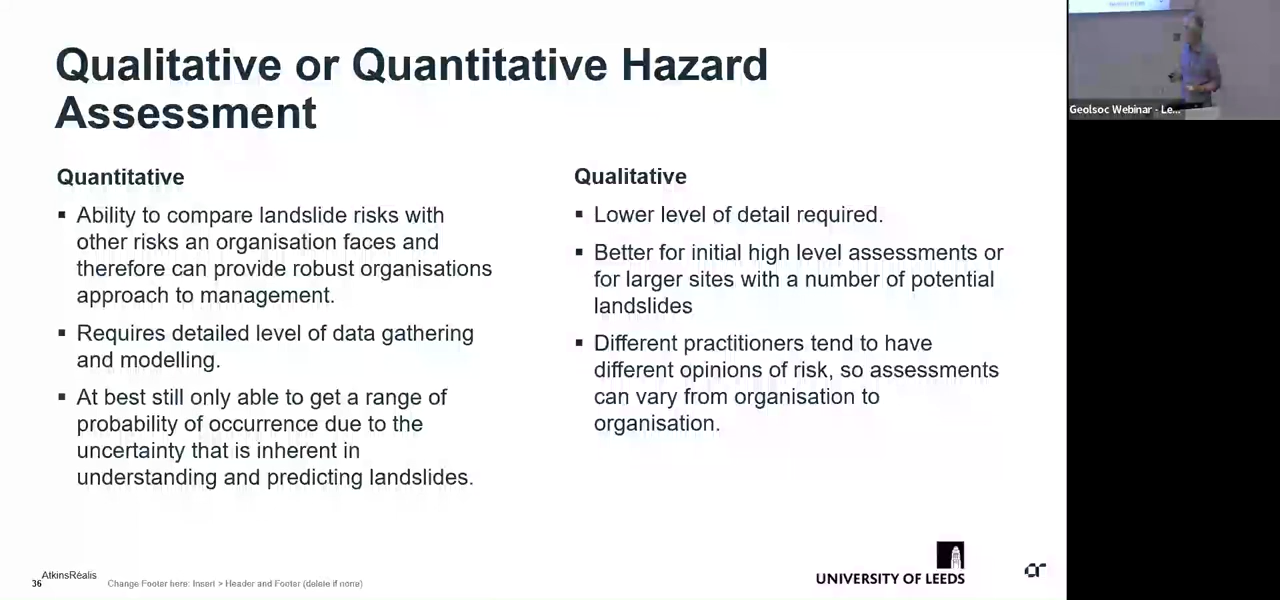 Qualitative or Quantitative Hazard
Assessment
Quantitative
▪ Ability to compare landslide risks with
other risks an organisation faces and
therefore can provide robust organisations
approach to management.
▪ Requires detailed level of data gathering
and modelling.
▪ At best still only able to get a range of
probability of occurrence due to the
uncertainty that is inherent in
understanding and predicting landslides.
Qualitative
▪ Lower level of detail required.
▪ Better for initial high level assessments or
for larger sites with a number of potential
landslides
▪ Different practitioners tend to have
different opinions of risk, so assessments
can vary from organisation to
organisation.
36
AtkinsRéalis
Change Footer here: Insert > Header and Footer (delete if none)
UNIVERSITY OF LEEDS
Geolsoc Webinar - Le...